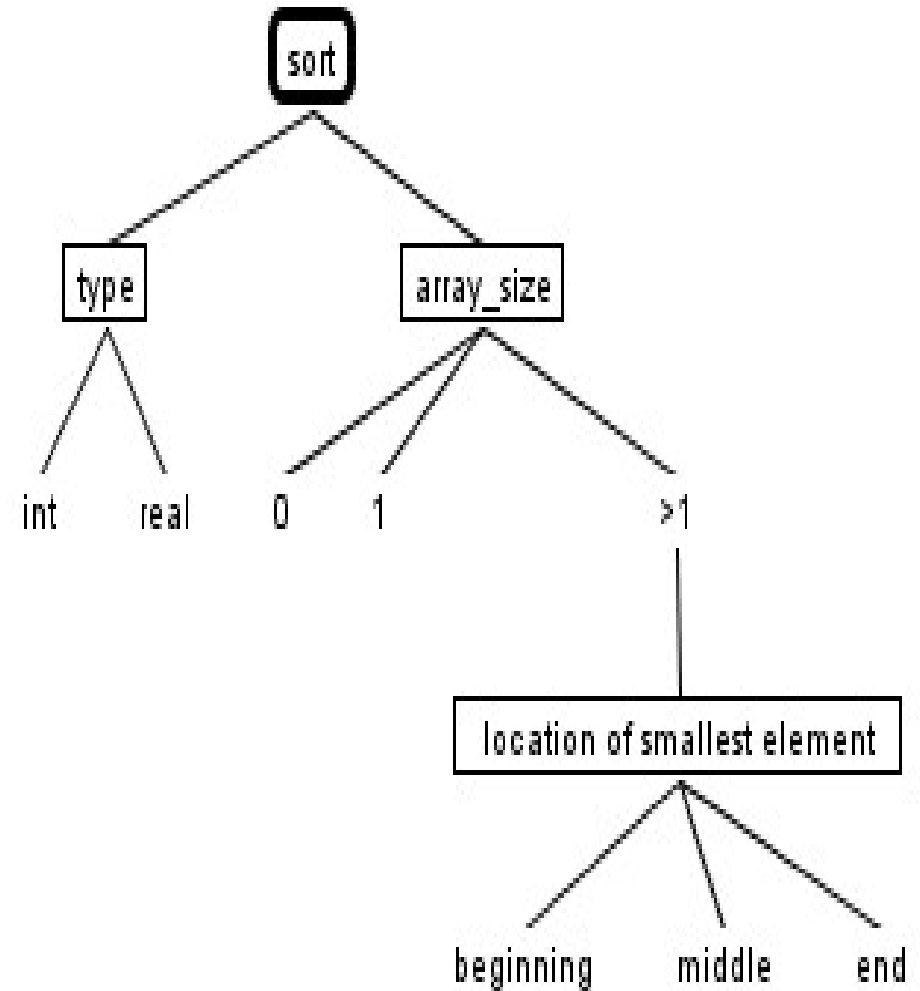 sort
type array_size
int real 0 1 >1
location of smallest element
beginning middle end